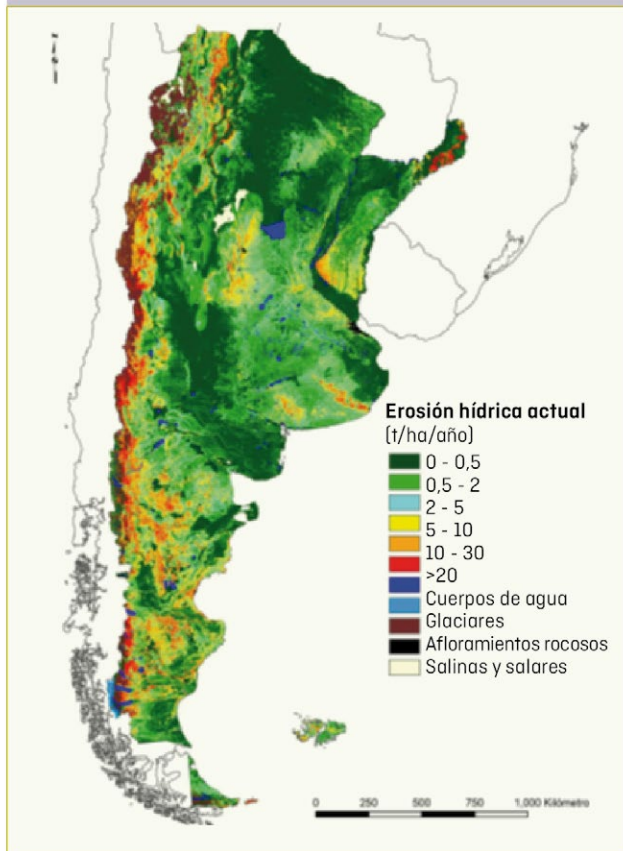 Erosión hídrica actual
(t/ha/año)
0 - 0,5
0,5 - 2
2 - 5
5 - 10
10 - 30
>20
Cuerpos de agua
Glaciares
Afloramientos rocosos
Salinas y salares
0 250 500 750 1,000 Kilómetro